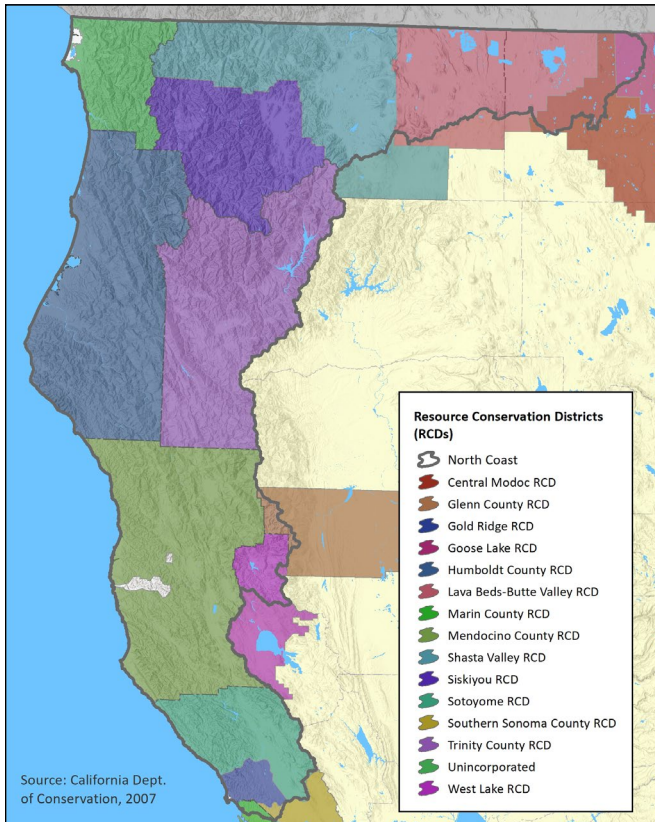 Resource Conservation Districts
(RCDs)
North Coast
Central Modoc RCD
Glenn County RCD
Gold Ridge RCD
Goose Lake RCD
Humboldt County RCD
Lava Beds-Butte Valley RCD
Marin County RCD
Mendocino County RCD
Shasta Valley RCD
Siskiyou RCD
Sotoyome RCD
Southern Sonoma County RCD
Trinity County RCD
Unincorporated
West Lake RCD
Source: California Dept.
of Conservation, 2007